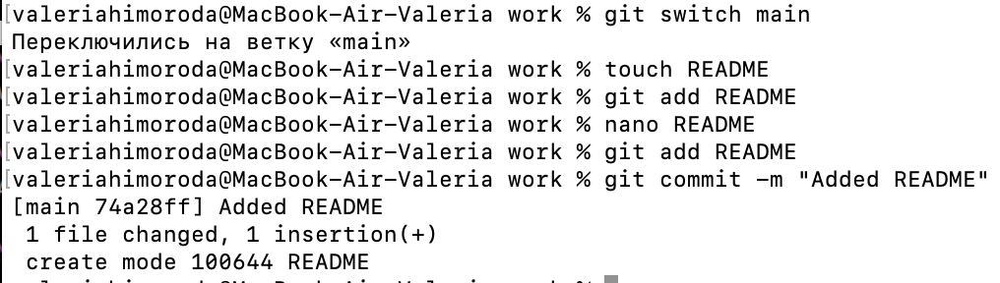 [valeriahimoroda@MacBook-Air-Valeria work % git switch main
Переключились на ветку «main»
[valeriahimoroda@MacBook-Air-Valeria work % touch README
[valeriahimoroda@MacBook-Air-Valeria work % git add README
[valeriahimoroda@MacBook-Air-Valeria work % nano README
[valeriahimoroda@MacBook-Air-Valeria work % git add README
[valeriahimoroda@MacBook-Air-Valeria work % git commit -m "Added README"
[main 74a28ff] Added README
 1 file changed, 1 insertion(+)
 create mode 100644 README